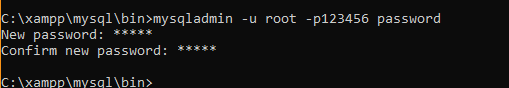 C:\xampp\mysql\bin>mysqladmin -u root -p123456 password
New password: *****
Confirm new password: *****
C:\xampp\mysql\bin>